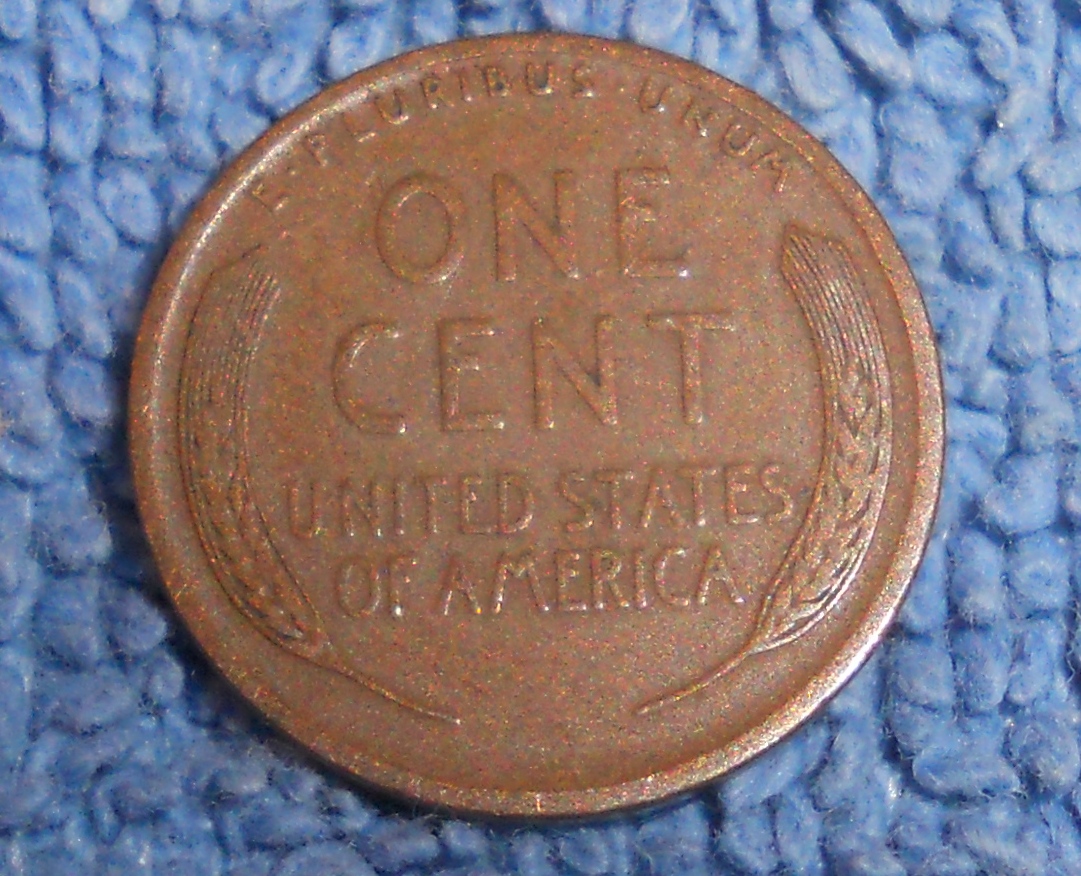 E·PLURIBUS·UNUM
ONE
CENT
UNITED STATES
OF AMERICA